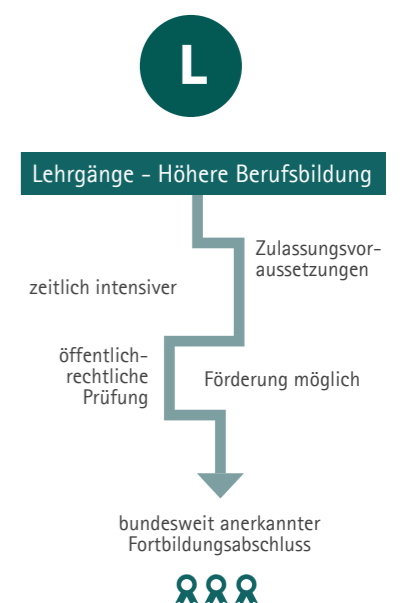 L
Lehrgänge - Höhere Berufsbildung
Zulassungsvor-
aussetzungen
zeitlich intensiver
öffentlich-
rechtliche
Prüfung
Förderung möglich
bundesweit anerkannter
Fortbildungsabschluss